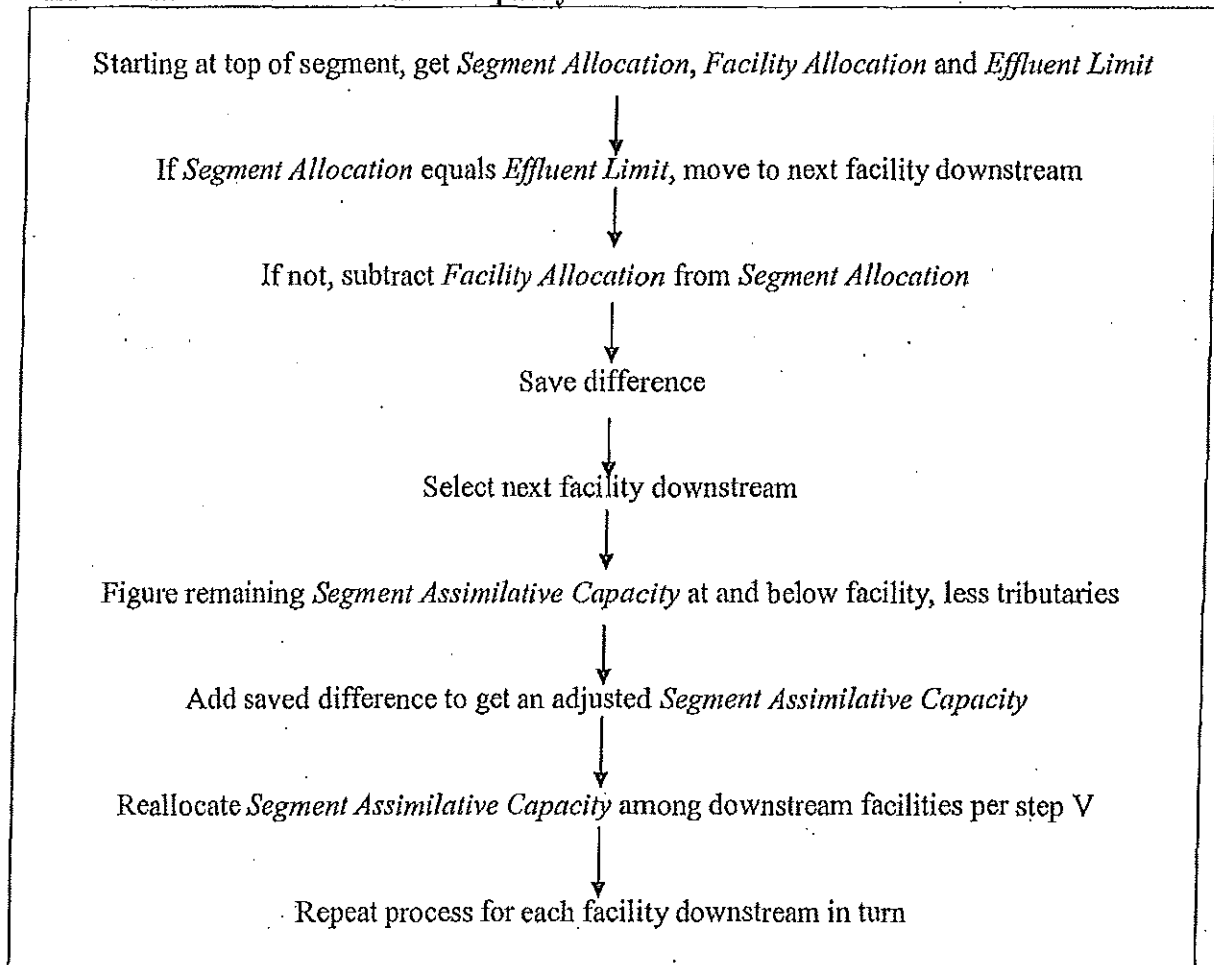 Starting at top of segment, get Segment Allocation, Facility Allocation and Effluent Limit
If Segment Allocation equals Effluent Limit, move to next facility downstream
If not, subtract Facility Allocation from Segment Allocation
Save difference
Select next facility downstream
Figure remaining Segment Assimilative Capacity at and below facility, less tributaries
Add saved difference to get an adjusted Segment Assimilative Capacity
Reallocate Segment Assimilative Capacity among downstream facilities per step V
Repeat process for each facility downstream in turn